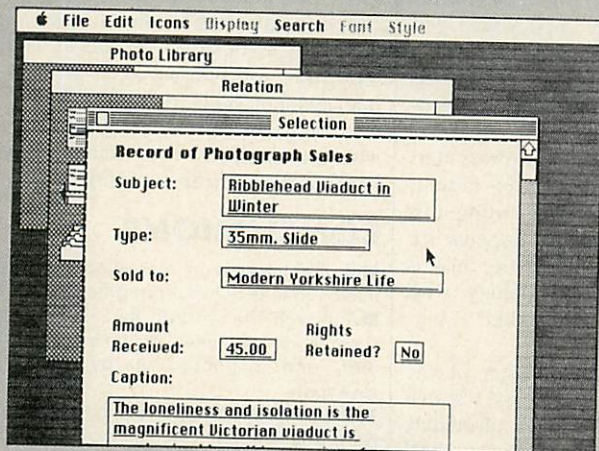 File Edit Icons Display Search Font Style
Photo Library
Relation
Selection
Record of Photograph Sales
Subject: Ribblehead Viaduct in
Winter
Type: 35mm. Slide
Sold to: Modern Yorkshire Life
Amount Rights
Received: 45.00 Retained? No
Caption:
The loneliness and isolation is the
magnificent Victorian viaduct is